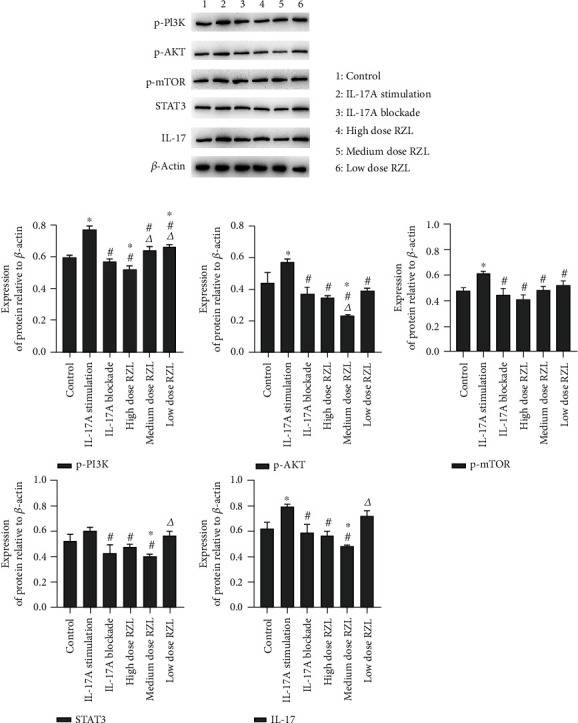 1 2 3 4 5 6
p-PI3K
p-AKT
p-mTOR
STAT3
IL-17
β-Actin
1: Control
2: IL-17A stimulation
3: IL-17A blockade
4: High dose RZL
5: Medium dose RZL
6: Low dose RZL
Expression
of protein relative to β-actin
0.8
0.6
0.4
0.2
0.0
*
#
*
#
#
Δ
*
#
Δ
Control
IL-17A stimulation
IL-17A blockade
High dose RZL
Medium dose RZL
Low dose RZL
p-PI3K
Expression
of protein relative to β-actin
0.8
0.6
0.4
0.2
0.0
*
#
#
*
#
Δ
#
Control
IL-17A stimulation
IL-17A blockade
High dose RZL
Medium dose RZL
Low dose RZL
p-AKT
Expression
of protein relative to β-actin
1.0
0.8
0.6
0.4
0.2
0.0
*
#
#
#
#
Control
IL-17A stimulation
IL-17A blockade
High dose RZL
Medium dose RZL
Low dose RZL
p-mTOR
Expression
of protein relative to β-actin
1.0
0.8
0.6
0.4
0.2
0.0
#
#
*
#
Δ
Control
IL-17A stimulation
IL-17A blockade
High dose RZL
Medium dose RZL
Low dose RZL
STAT3
Expression
of protein relative to β-actin
1.0
0.8
0.6
0.4
0.2
0.0
*
#
#
*
#
Δ
Control
IL-17A stimulation
IL-17A blockade
High dose RZL
Medium dose RZL
Low dose RZL
IL-17